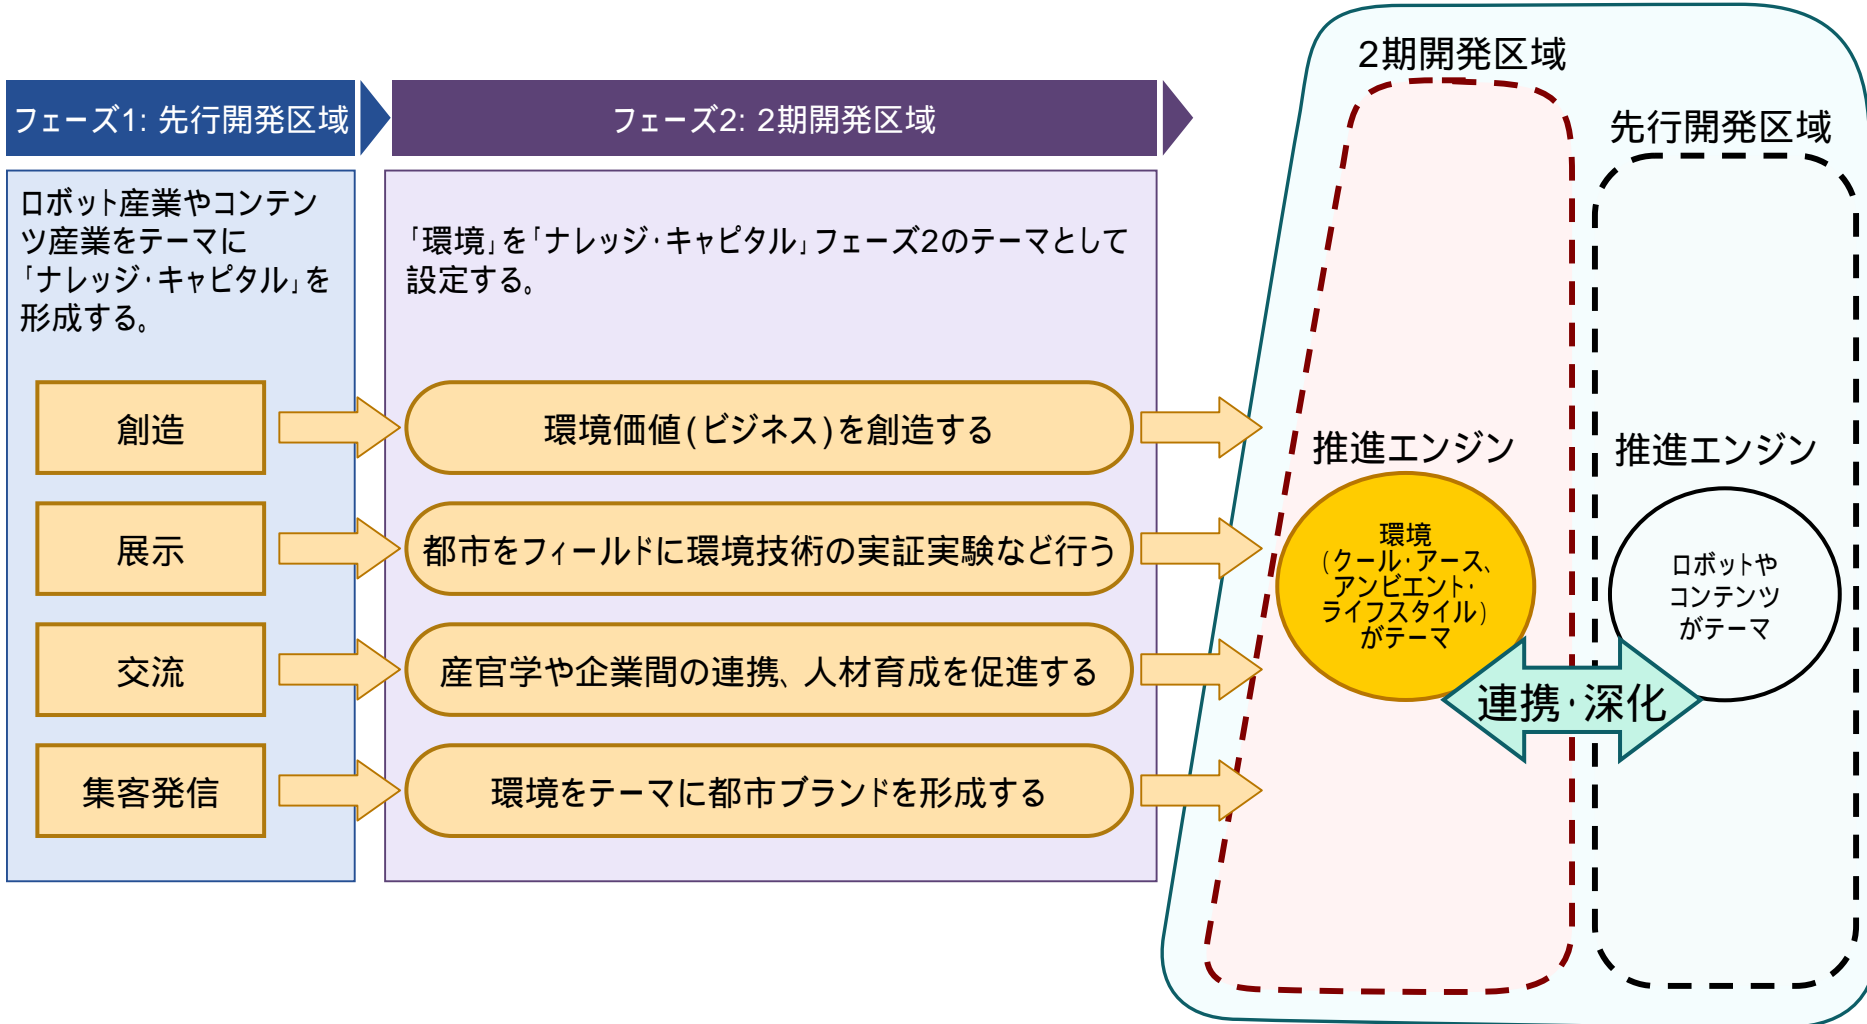 フェーズ1: 先行開発区域
フェーズ2: 2期開発区域
ロボット産業やコンテン
ツ産業をテーマに
「ナレッジ・キャピタル」を
形成する。
「環境」を「ナレッジ・キャピタル」フェーズ2のテーマとして
設定する。
創造
環境価値(ビジネス)を創造する
展示
都市をフィールドに環境技術の実証実験など行う
交流
産官学や企業間の連携、人材育成を促進する
集客発信
環境をテーマに都市ブランドを形成する
2期開発区域
先行開発区域
推進エンジン
環境
(クール・アース、
アンビエント・
ライフスタイル)
がテーマ
推進エンジン
ロボットや
コンテンツ
がテーマ
連携・深化